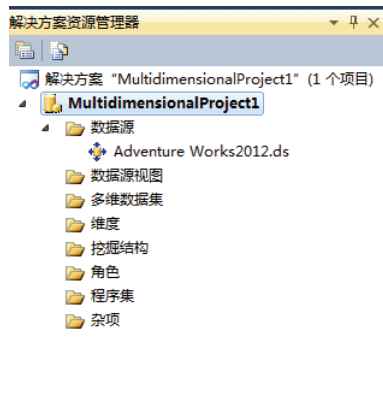 解决方案资源管理器
解决方案 "MultidimensionalProject1" (1 个项目)
MultidimensionalProject1
数据源
Adventure Works2012.ds
数据源视图
多维数据集
维度
挖掘结构
角色
程序集
杂项